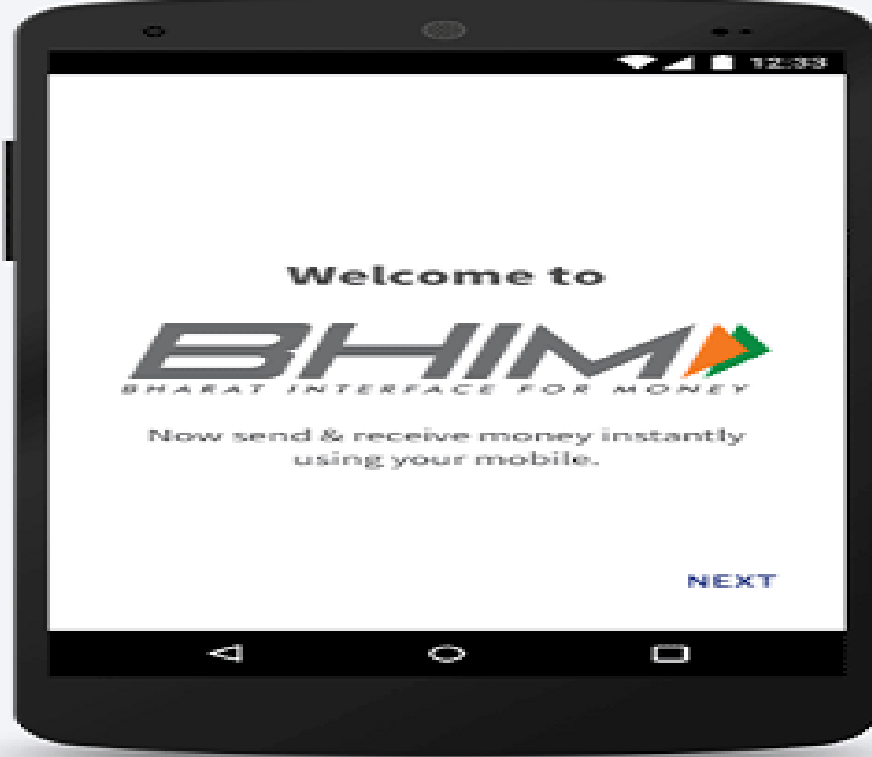 12:33
Welcome to
BHIM
BHARAT INTERFACE FOR MONEY
Now send & receive money instantly
using your mobile.
NEXT